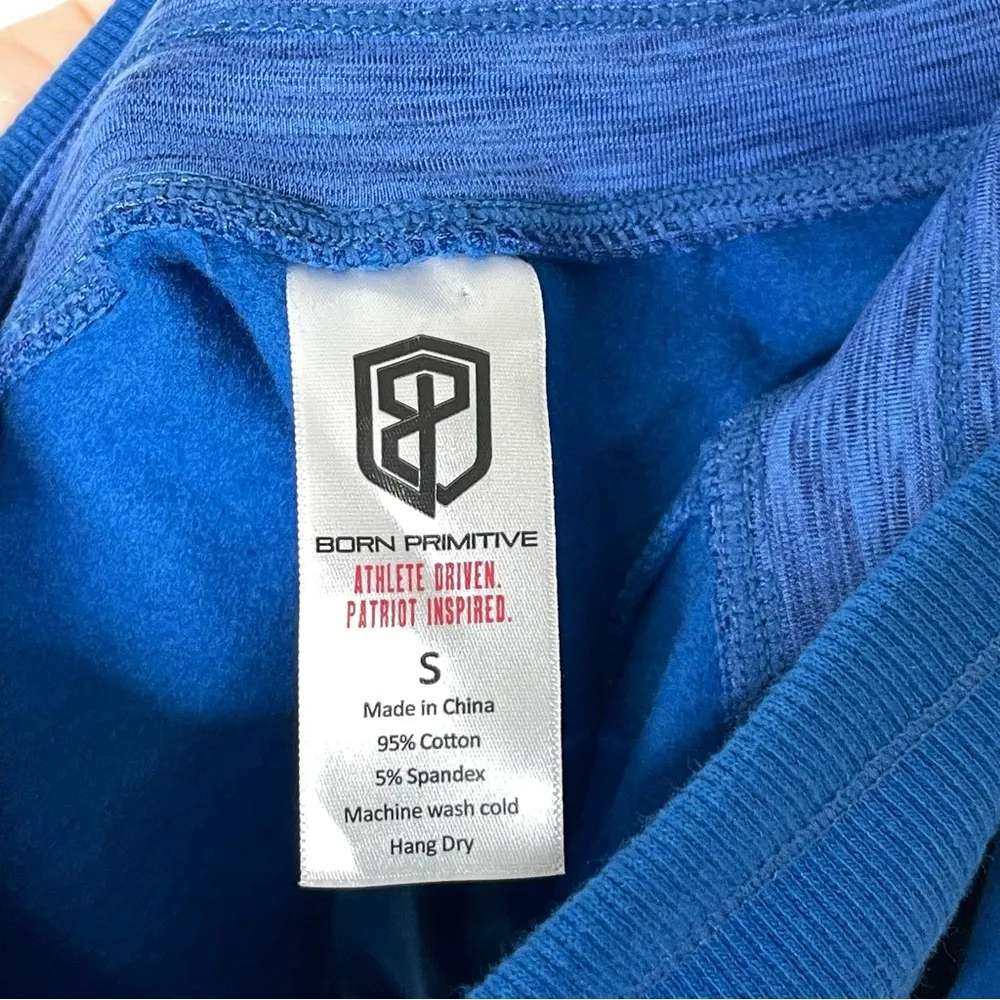 BORN PRIMITIVE
ATHLETE DRIVEN.
PATRIOT INSPIRED.
S
Made in China
95% Cotton
5% Spandex
Machine wash cold
Hang Dry